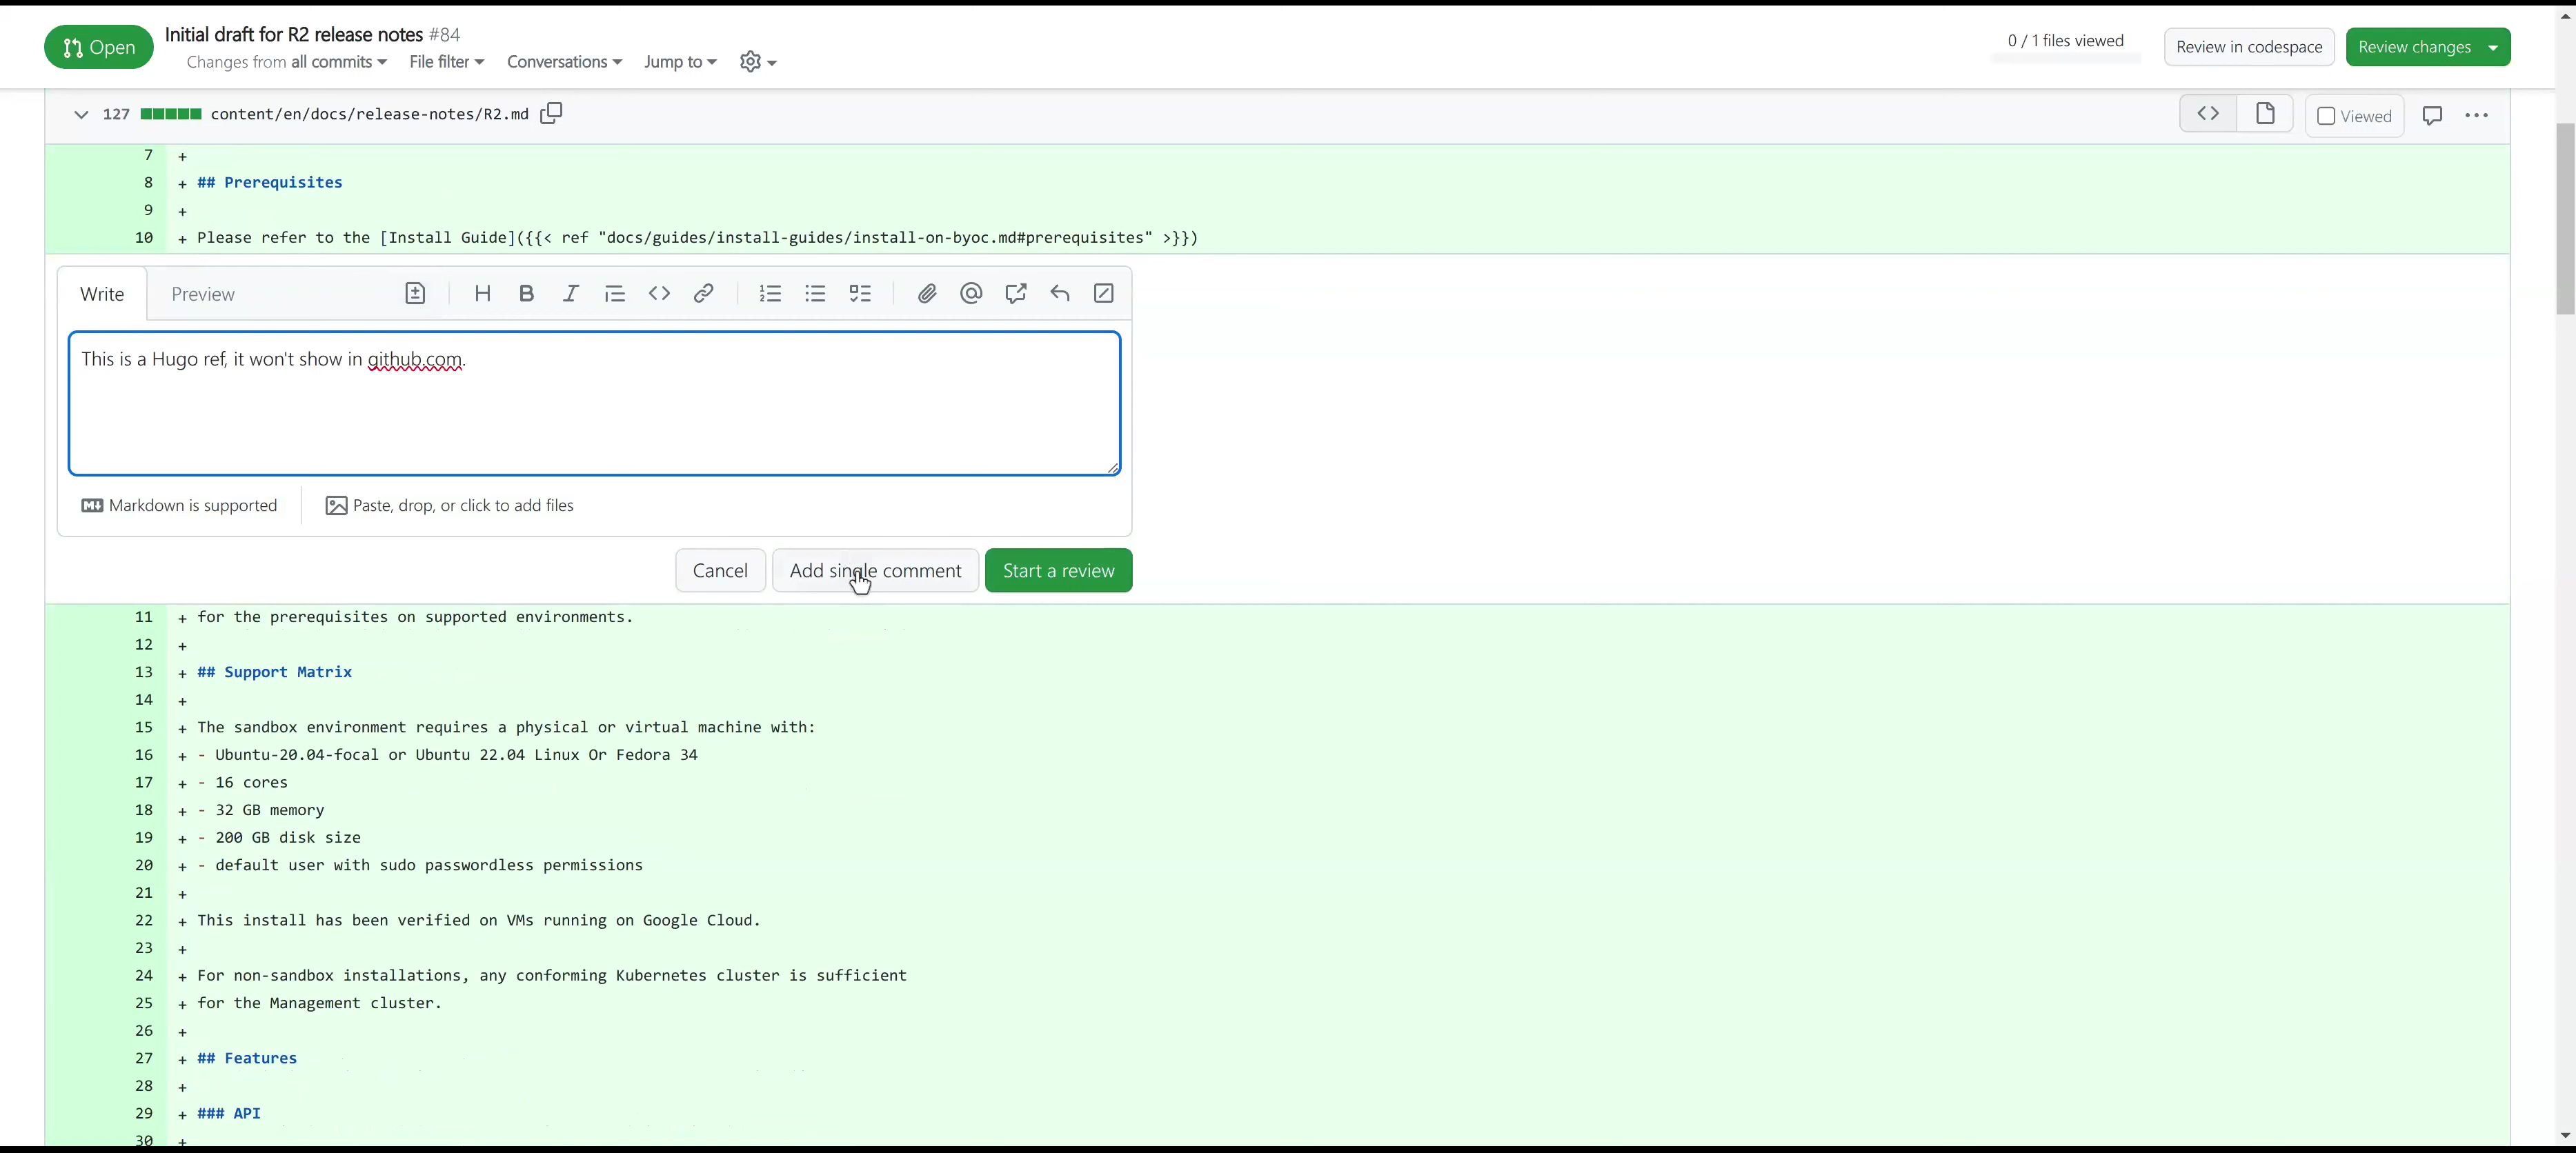 Open
Initial draft for R2 release notes #84
Changes from all commits File filter Conversations Jump to
0 / 1 files viewed
Review in codespace
Review changes
127 content/en/docs/release-notes/R2.md
Viewed
7 +
8 + ## Prerequisites
9 +
10 + Please refer to the [Install Guide]({{< ref "docs/guides/install-guides/install-on-byoc.md#prerequisites" >}})
Write Preview
This is a Hugo ref, it won't show in github.com.
Markdown is supported
Paste, drop, or click to add files
Cancel
Add single comment
Start a review
11 + for the prerequisites on supported environments.
12 +
13 + ## Support Matrix
14 +
15 + The sandbox environment requires a physical or virtual machine with:
16 + - Ubuntu-20.04-focal or Ubuntu 22.04 Linux Or Fedora 34
17 + - 16 cores
18 + - 32 GB memory
19 + - 200 GB disk size
20 + - default user with sudo passwordless permissions
21 +
22 + This install has been verified on VMs running on Google Cloud.
23 +
24 + For non-sandbox installations, any conforming Kubernetes cluster is sufficient
25 + for the Management cluster.
26 +
27 + ## Features
28 +
29 + ### API
30 +